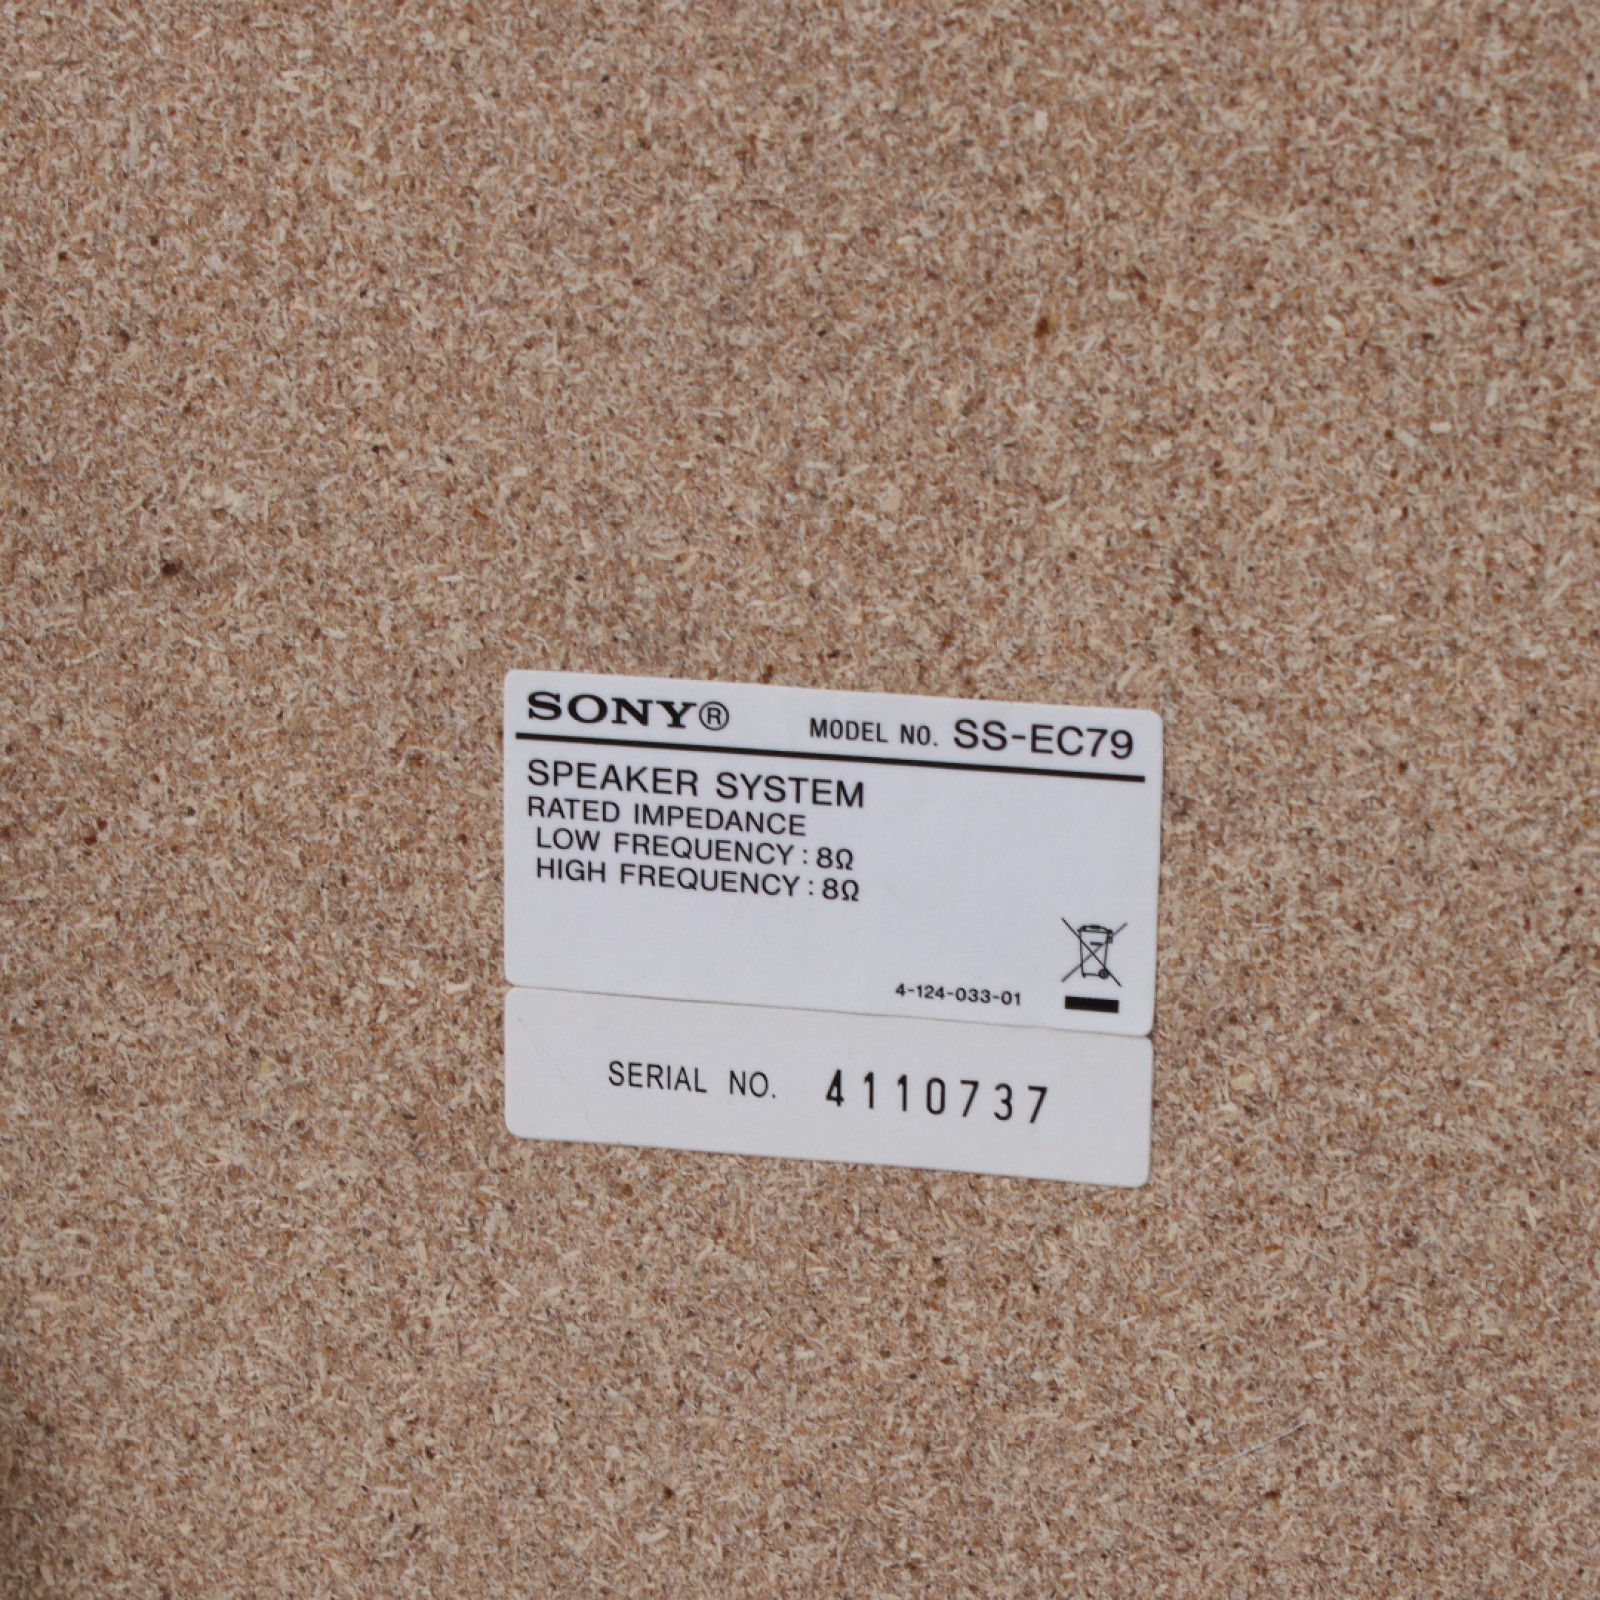 SONY® MODEL NO. SS-EC79
SPEAKER SYSTEM
RATED IMPEDANCE
LOW FREQUENCY : 8Ω
HIGH FREQUENCY : 8Ω
4-124-033-01
SERIAL NO. 4110737